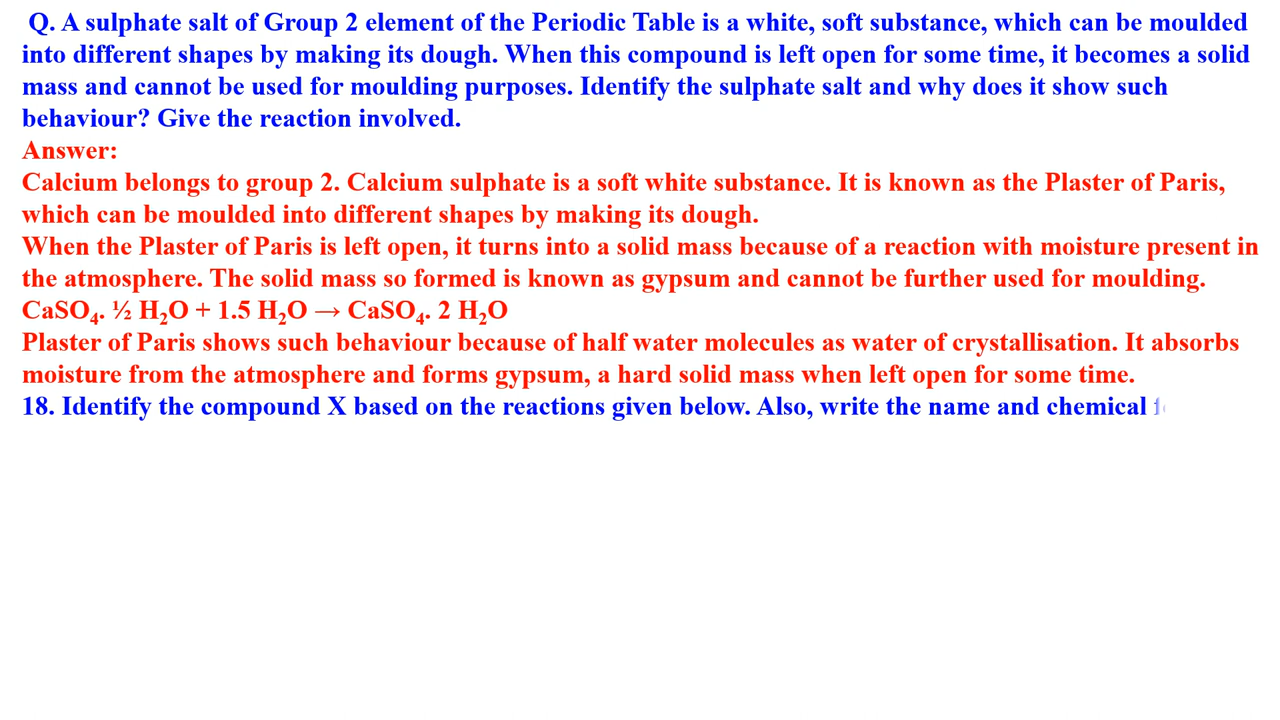 Q. A sulphate salt of Group 2 element of the Periodic Table is a white, soft substance, which can be moulded
into different shapes by making its dough. When this compound is left open for some time, it becomes a solid
mass and cannot be used for moulding purposes. Identify the sulphate salt and why does it show such
behaviour? Give the reaction involved.
Answer:
Calcium belongs to group 2. Calcium sulphate is a soft white substance. It is known as the Plaster of Paris,
which can be moulded into different shapes by making its dough.
When the Plaster of Paris is left open, it turns into a solid mass because of a reaction with moisture present in
the atmosphere. The solid mass so formed is known as gypsum and cannot be further used for moulding.
CaSO₄. ½ H₂O + 1.5 H₂O → CaSO₄. 2 H₂O
Plaster of Paris shows such behaviour because of half water molecules as water of crystallisation. It absorbs
moisture from the atmosphere and forms gypsum, a hard solid mass when left open for some time.
18. Identify the compound X based on the reactions given below. Also, write the name and chemical